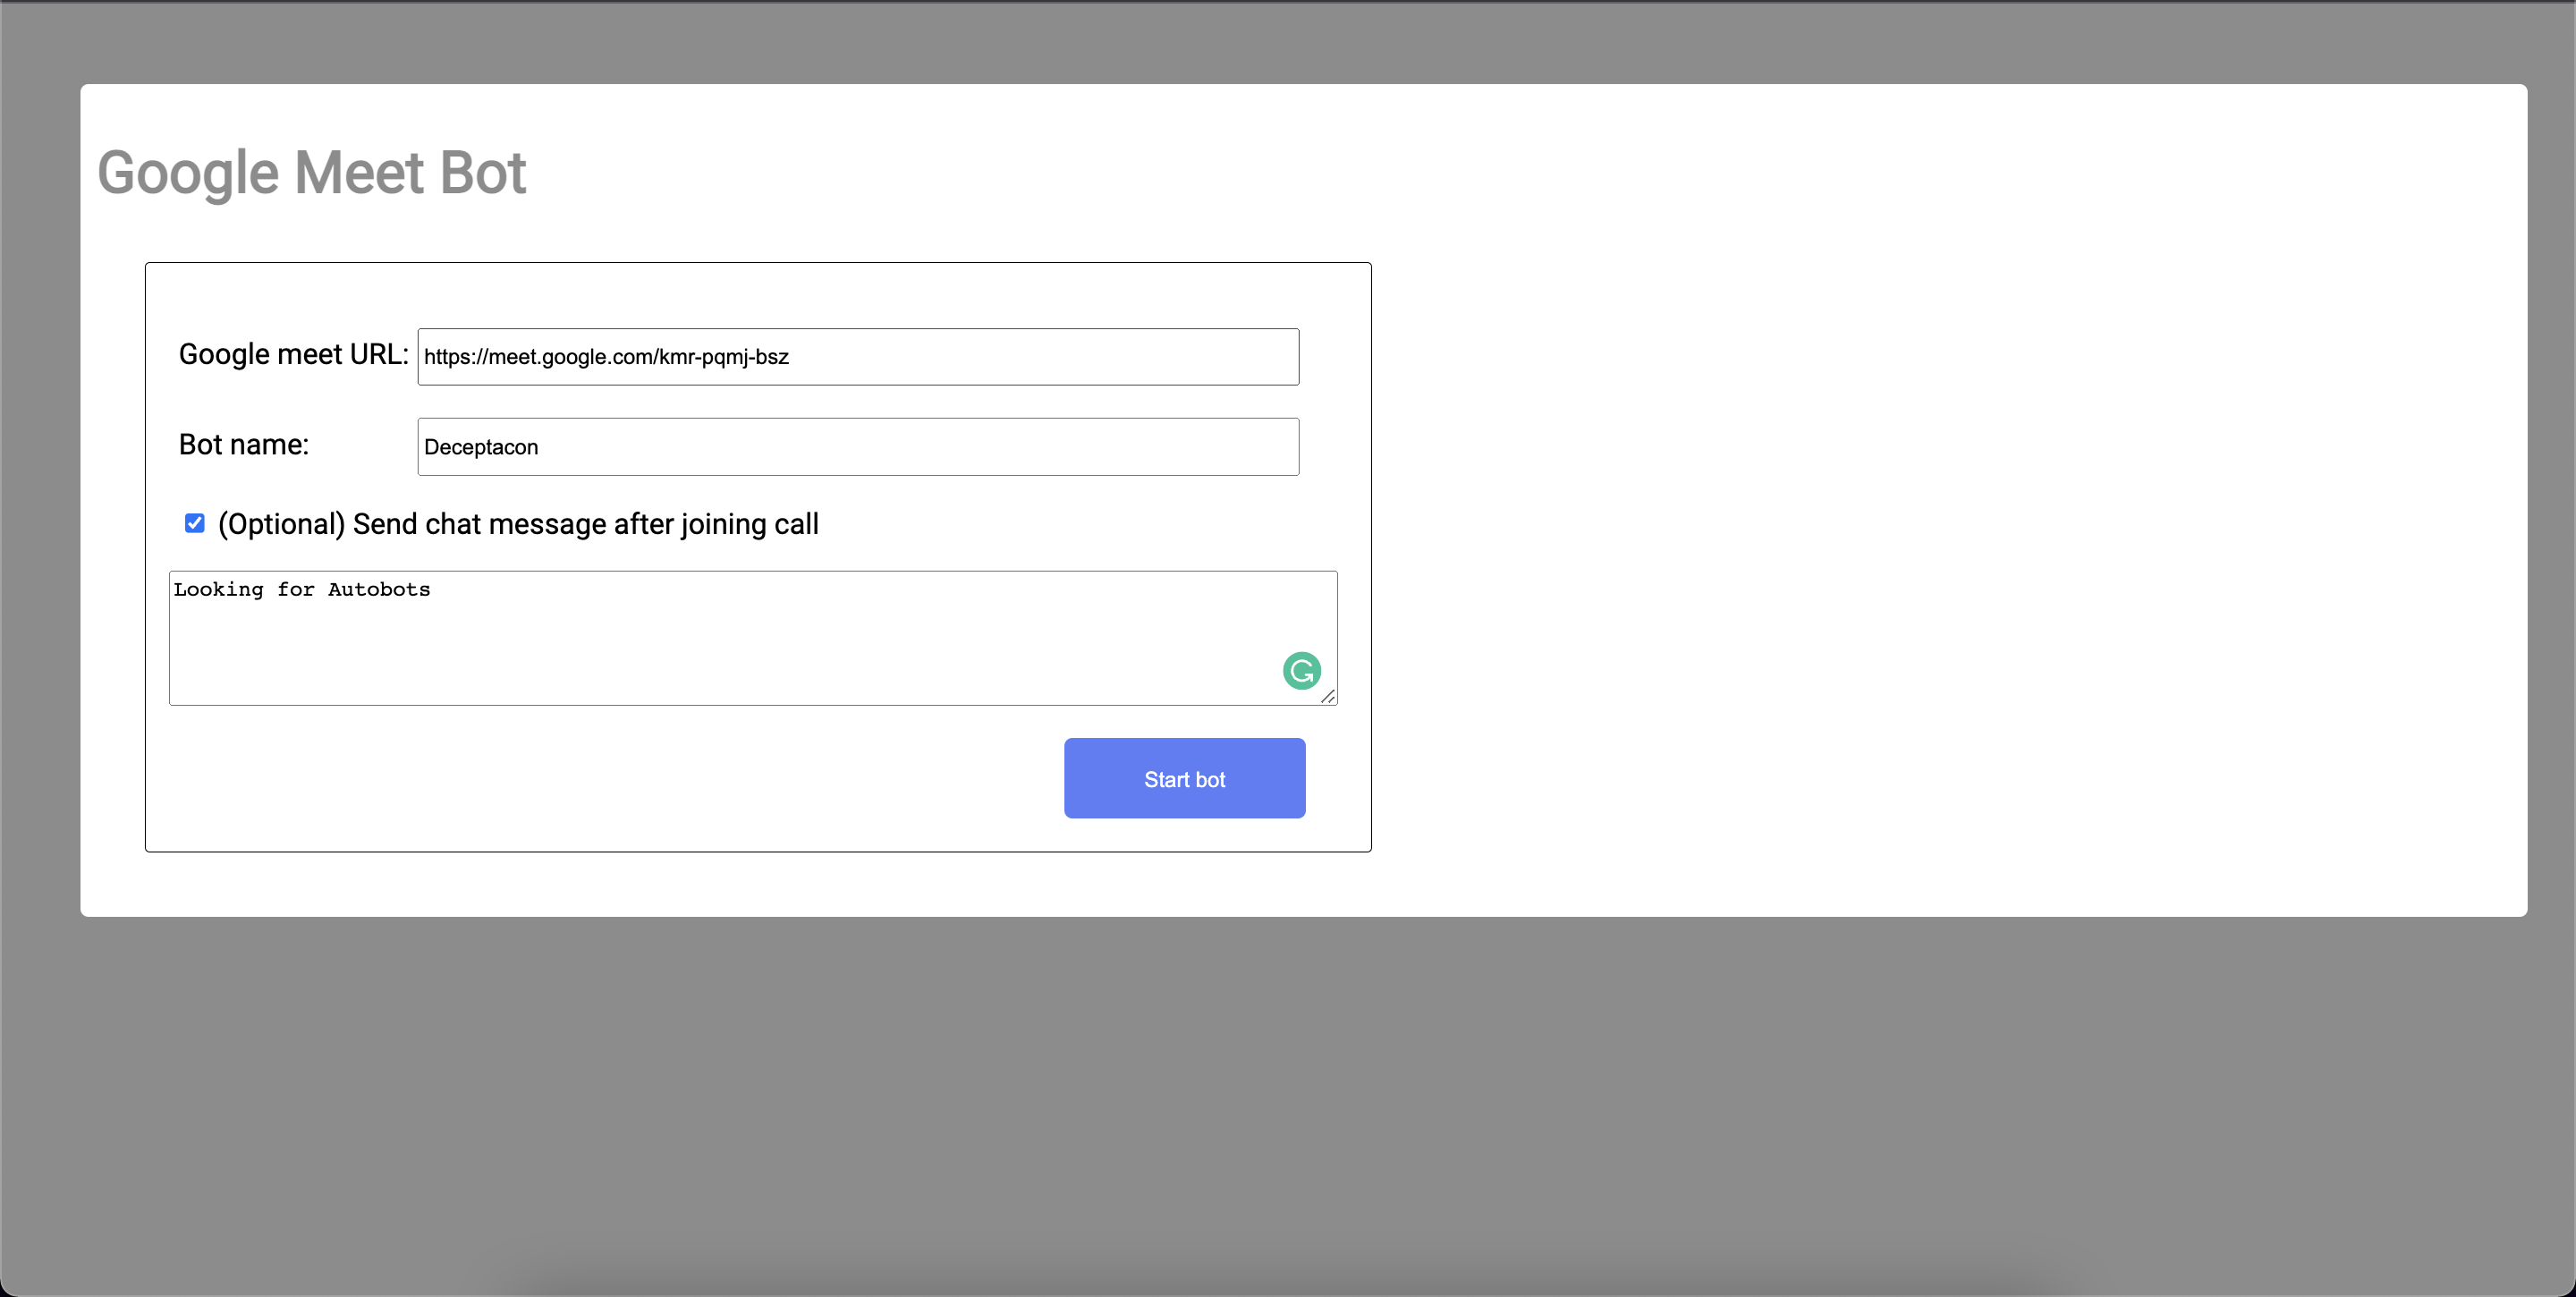 Google Meet Bot
Google meet URL: https://meet.google.com/kmr-pqmj-bsz
Bot name: Deceptacon
(Optional) Send chat message after joining call
Looking for Autobots
Start bot